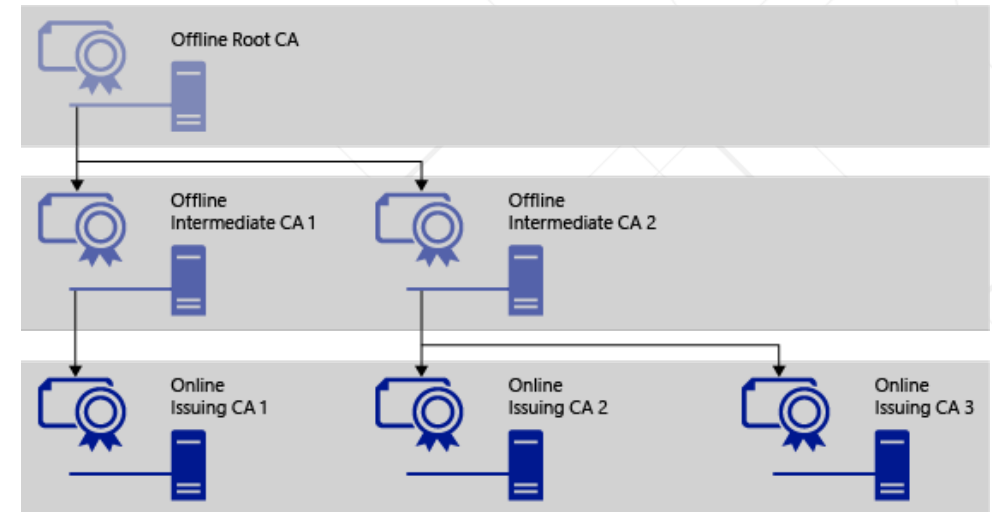 Offline Root CA
Offline
Intermediate CA 1
Offline
Intermediate CA 2
Online
Issuing CA 1
Online
Issuing CA 2
Online
Issuing CA 3